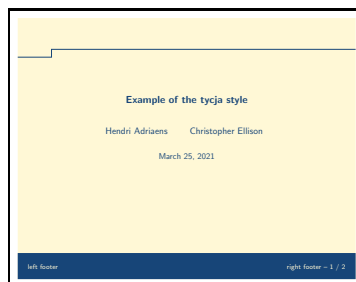 Example of the tycja style
Hendri Adriaens Christopher Ellison
March 25, 2021
left footer right footer – 1 / 2